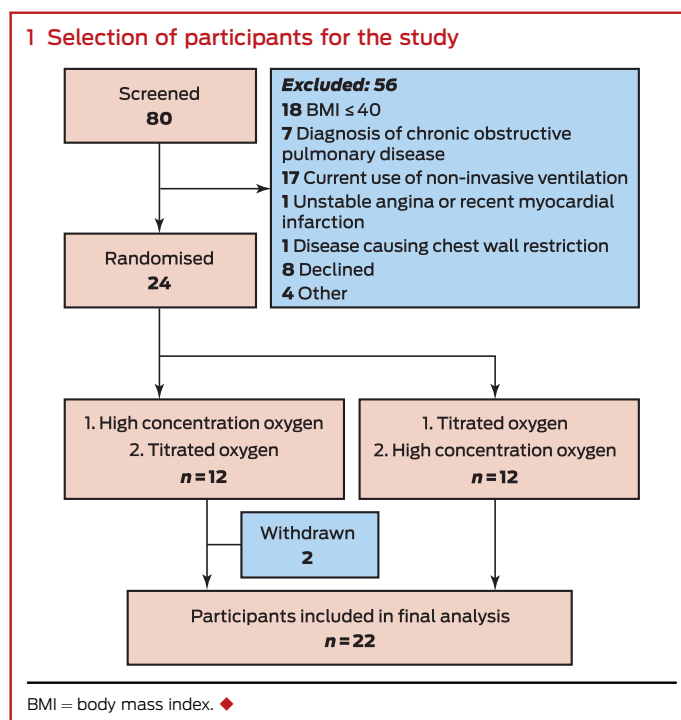 1 Selection of participants for the study
Screened
80
Excluded: 56
18 BMI ≤ 40
7 Diagnosis of chronic obstructive
pulmonary disease
17 Current use of non-invasive ventilation
1 Unstable angina or recent myocardial
infarction
1 Disease causing chest wall restriction
8 Declined
4 Other
Randomised
24
1. High concentration oxygen
2. Titrated oxygen
n = 12
1. Titrated oxygen
2. High concentration oxygen
n = 12
Withdrawn
2
Participants included in final analysis
n = 22
BMI = body mass index. ◆